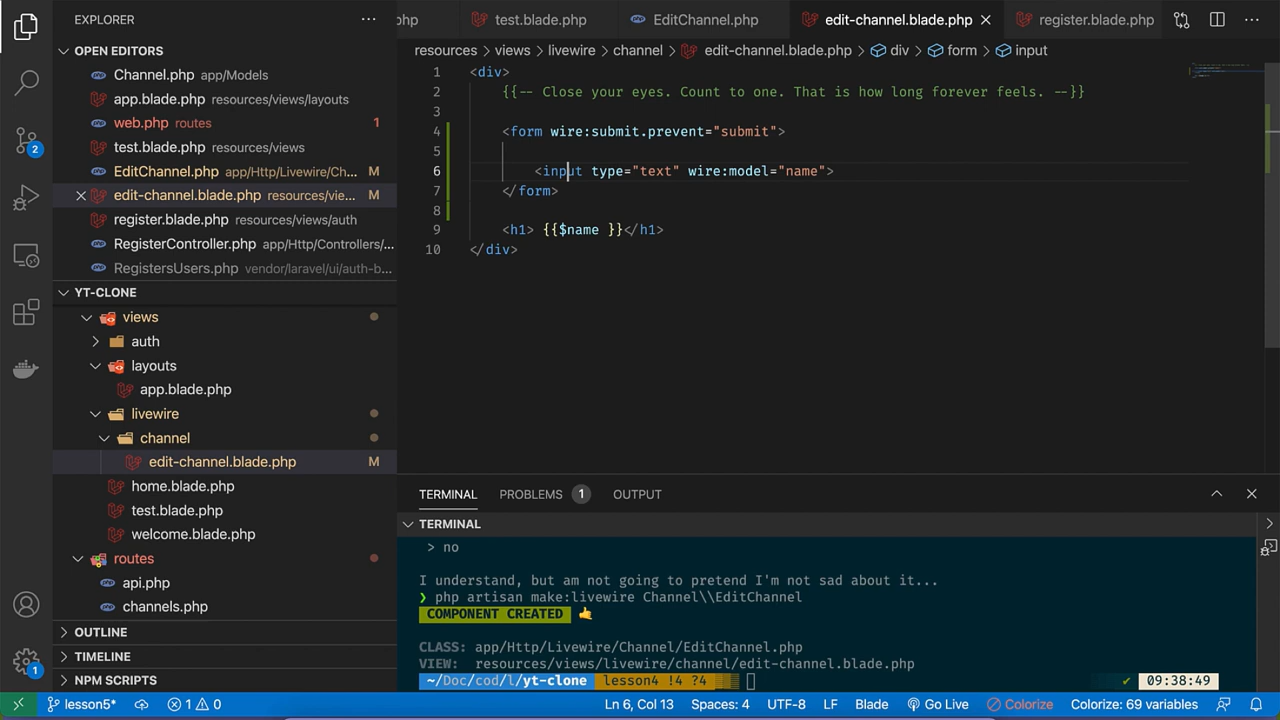 EXPLORER
OPEN EDITORS
Channel.php app/Models
app.blade.php resources/views/layouts
web.php routes 1
test.blade.php resources/views
EditChannel.php app/Http/Livewire/Ch...
edit-channel.blade.php resources/vie... M
register.blade.php resources/views/auth
RegisterController.php app/Http/Controllers/...
RegistersUsers.php vendor/laravel/ui/auth-b...
YT-CLONE
views
auth
layouts
app.blade.php
livewire
channel
edit-channel.blade.php M
home.blade.php
test.blade.php
welcome.blade.php
routes
api.php
channels.php
OUTLINE
TIMELINE
NPM SCRIPTS
2
1
php test.blade.php EditChannel.php edit-channel.blade.php register.blade.php
resources > views > livewire > channel > edit-channel.blade.php > div > form > input
1 <div>
2 {{-- Close your eyes. Count to one. That is how long forever feels. --}}
3
4 <form wire:submit.prevent="submit">
5
6 <input type="text" wire:model="name">
7 </form>
8
9 <h1> {{$name }}</h1>
10 </div>
TERMINAL PROBLEMS 1 OUTPUT
TERMINAL
> no
I understand, but am not going to pretend I'm not sad about it...
❯ php artisan make:livewire Channel\\EditChannel
COMPONENT CREATED 🤙
CLASS: app/Http/Livewire/Channel/EditChannel.php
VIEW: resources/views/livewire/channel/edit-channel.blade.php
~/Doc/cod/l/yt-clone lesson4 !4 ?4 ✔ 09:38:49
lesson5* 1 0 Ln 6, Col 13 Spaces: 4 UTF-8 LF Blade Go Live Colorize Colorize: 69 variables